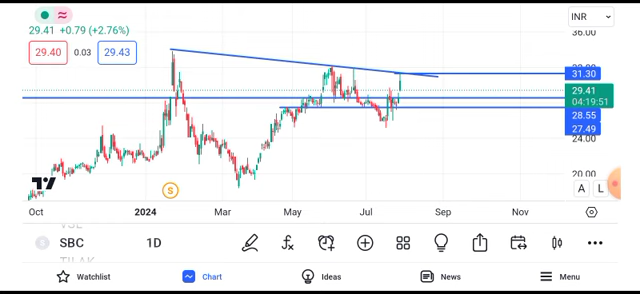 INR
29.41 +0.79 (+2.76%)
36.00
29.40 0.03 29.43
31.30
29.41
04:19:51
28.55
27.49
24.00
20.00
S
A L
Oct 2024 Mar May Jul Sep Nov
SBC 1D
Watchlist Chart Ideas News Menu